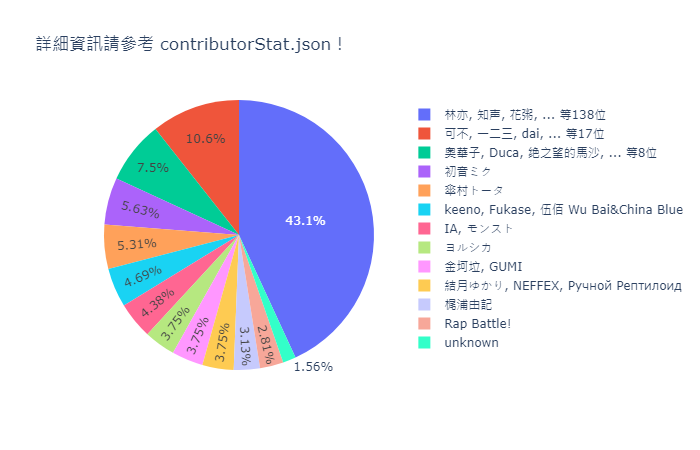 詳細資訊請參考 contributorStat.json！
43.1%
10.6%
7.5%
5.63%
5.31%
4.69%
4.38%
3.75%
3.75%
3.75%
3.13%
2.81%
1.56%
林亦, 知声, 花粥, ... 等138位
可不, 一二三, dai, ... 等17位
奧華子, Duca, 绝之望的馬沙, ... 等8位
初音ミク
傘村トータ
keeno, Fukase, 伍佰 Wu Bai&China Blue
IA, モンスト
ヨルシカ
金坷垃, GUMI
結月ゆかり, NEFFEX, Ручной Рептилоид
梶浦由記
Rap Battle!
unknown